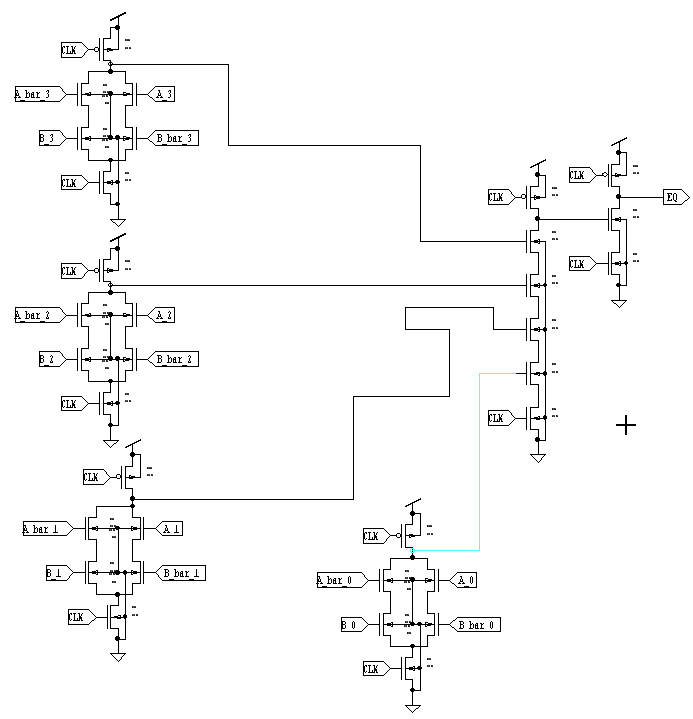 CLK
A_bar_3 A_3
B_3 B_bar_3
CLK
CLK CLK EQ
CLK
CLK
A_bar_2 A_2
B_2 B_bar_2
CLK
CLK
CLK
A_bar_1 A_1
B_1 B_bar_1
CLK
CLK
A_bar_0 A_0
B_0 B_bar_0
CLK